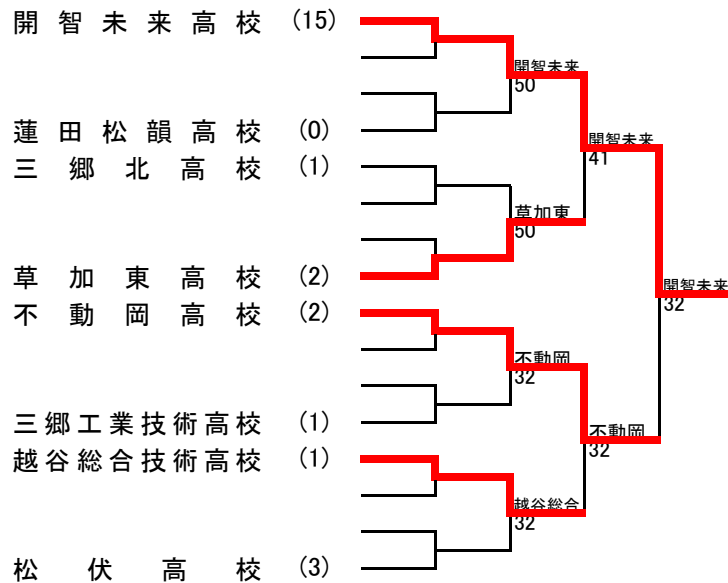 開智未来高校 (15)
開智未来
50
蓮田松韻高校 (0)
開智未来
41
三郷北高校 (1)
草加東
50
草加東高校 (2)
開智未来
32
不動岡高校 (2)
不動岡
32
三郷工業技術高校 (1)
不動岡
32
越谷総合技術高校 (1)
越谷総合
32
松伏高校 (3)